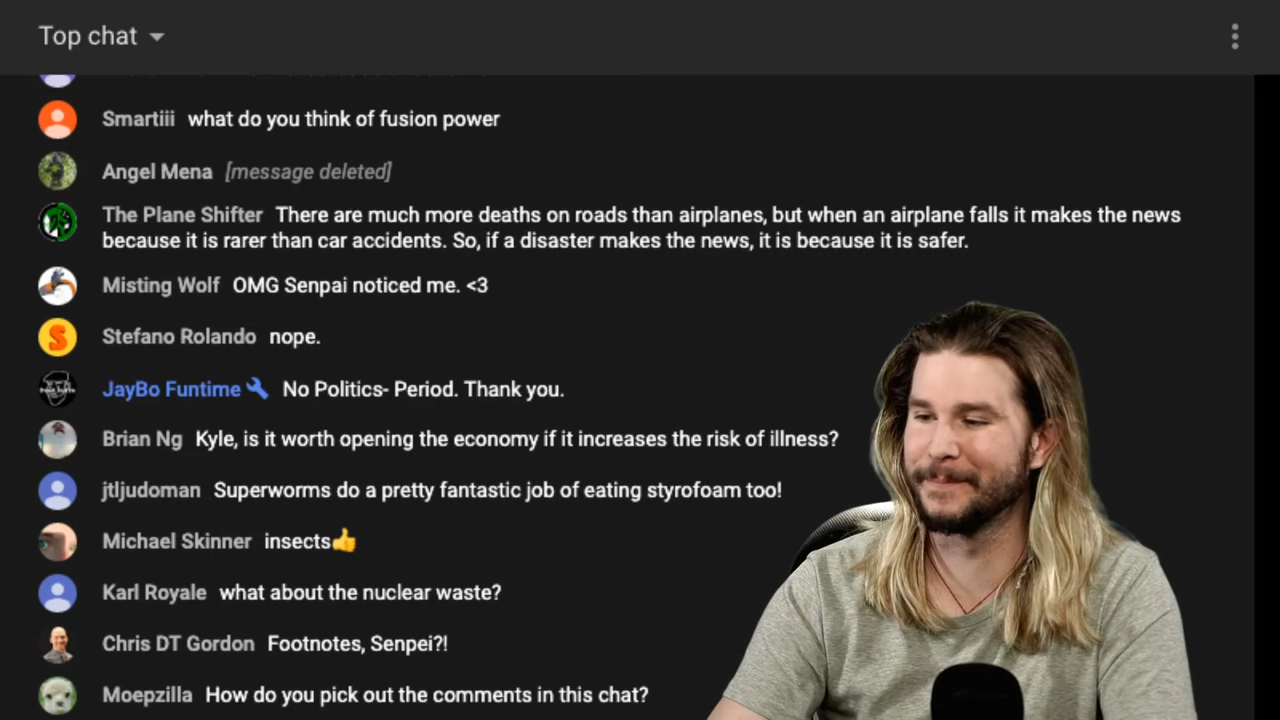 Top chat
Smartiii what do you think of fusion power
Angel Mena [message deleted]
The Plane Shifter There are much more deaths on roads than airplanes, but when an airplane falls it makes the news
because it is rarer than car accidents. So, if a disaster makes the news, it is because it is safer.
Misting Wolf OMG Senpai noticed me. <3
Stefano Rolando nope.
JayBo Funtime No Politics- Period. Thank you.
Brian Ng Kyle, is it worth opening the economy if it increases the risk of illness?
jtljudoman Superworms do a pretty fantastic job of eating styrofoam too!
Michael Skinner insects👍
Karl Royale what about the nuclear waste?
Chris DT Gordon Footnotes, Senpei?!
Moepzilla How do you pick out the comments in this chat?